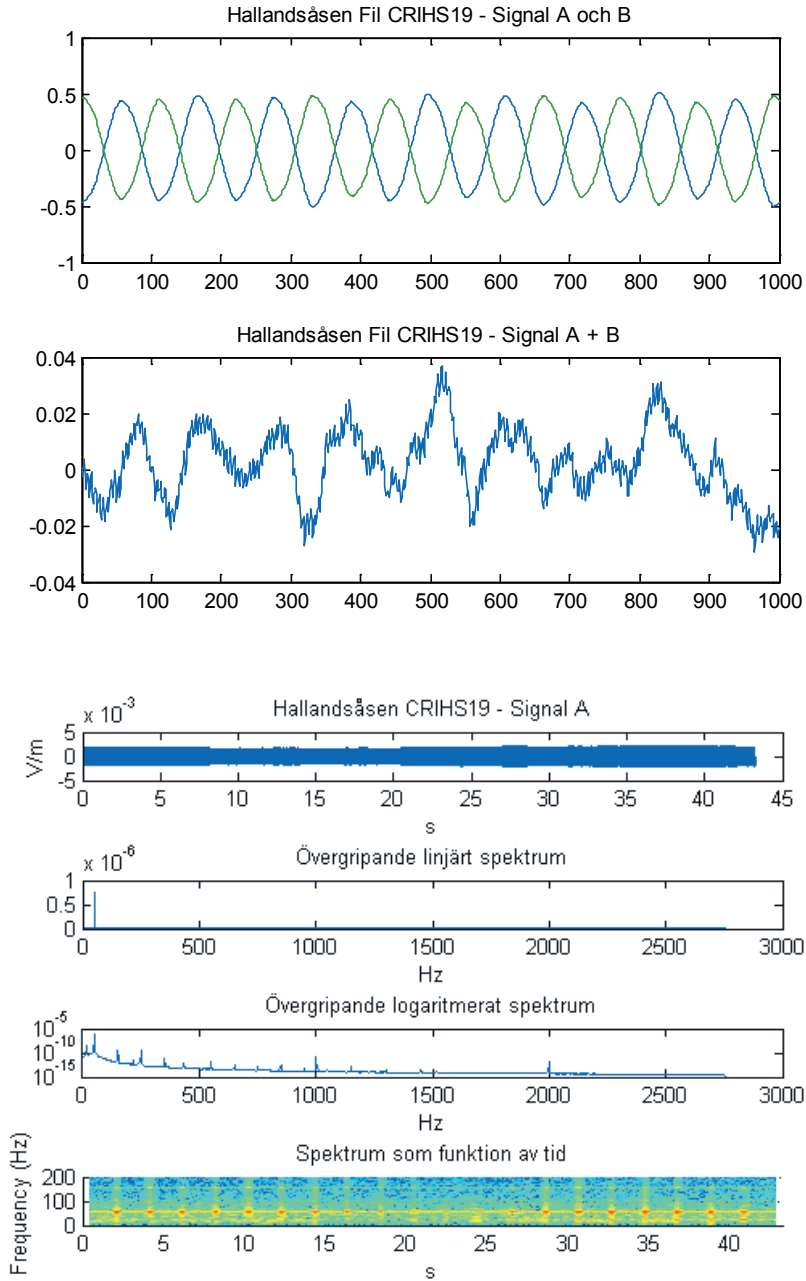 Hallandsåsen Fil CRIHS19 - Signal A och B
1
0.5
0
-0.5
-1
0 100 200 300 400 500 600 700 800 900 1000
Hallandsåsen Fil CRIHS19 - Signal A + B
0.04
0.02
0
-0.02
-0.04
0 100 200 300 400 500 600 700 800 900 1000
x 10-3
Hallandsåsen CRIHS19 - Signal A
V/m
5
0
-5
0 5 10 15 20 25 30 35 40 45
s
x 10-6
Övergripande linjärt spektrum
1
0.5
0
0 500 1000 1500 2000 2500 3000
Hz
Övergripande logaritmerat spektrum
10-5
10-10
10-15
0 500 1000 1500 2000 2500 3000
Hz
Spektrum som funktion av tid
Frequency (Hz)
200
100
0
0 5 10 15 20 25 30 35 40
s